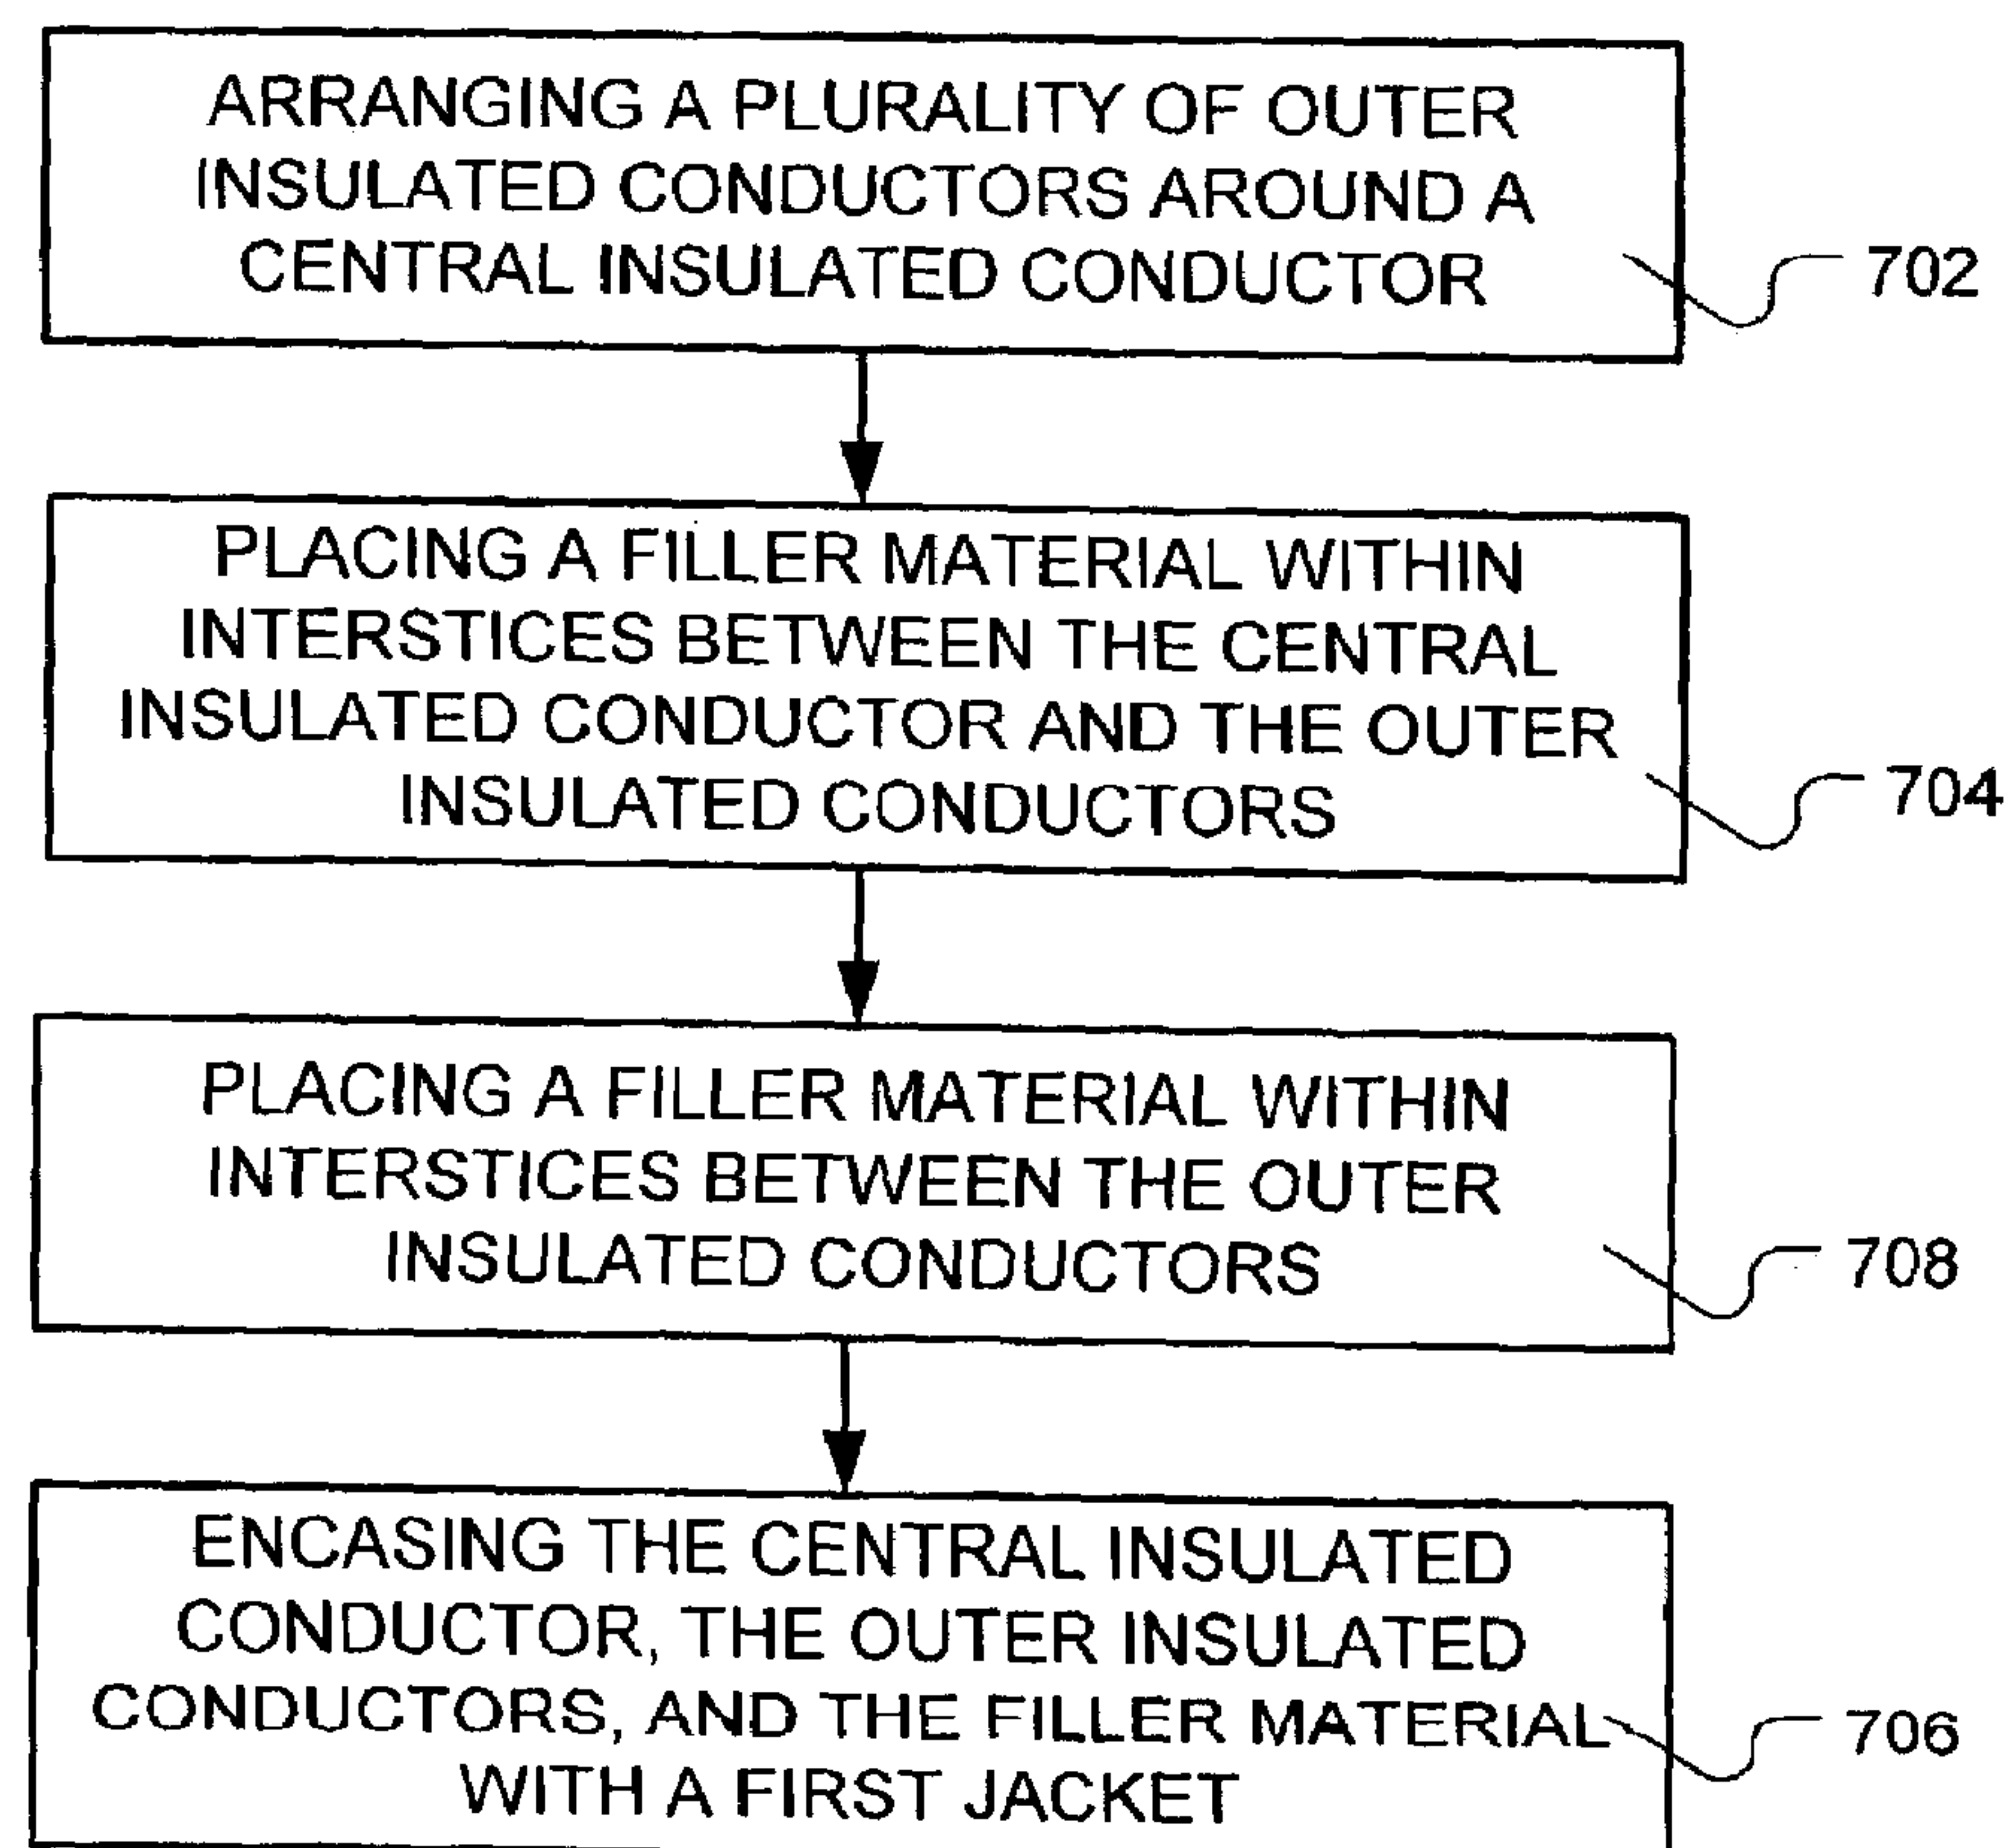 ARRANGING A PLURALITY OF OUTER
INSULATED CONDUCTORS AROUND A
CENTRAL INSULATED CONDUCTOR
702
PLACING A FILLER MATERIAL WITHIN
INTERSTICES BETWEEN THE CENTRAL
INSULATED CONDUCTOR AND THE OUTER
INSULATED CONDUCTORS
704
PLACING A FILLER MATERIAL WITHIN
INTERSTICES BETWEEN THE OUTER
INSULATED CONDUCTORS
708
ENCASING THE CENTRAL INSULATED
CONDUCTOR, THE OUTER INSULATED
CONDUCTORS, AND THE FILLER MATERIAL
WITH A FIRST JACKET
706